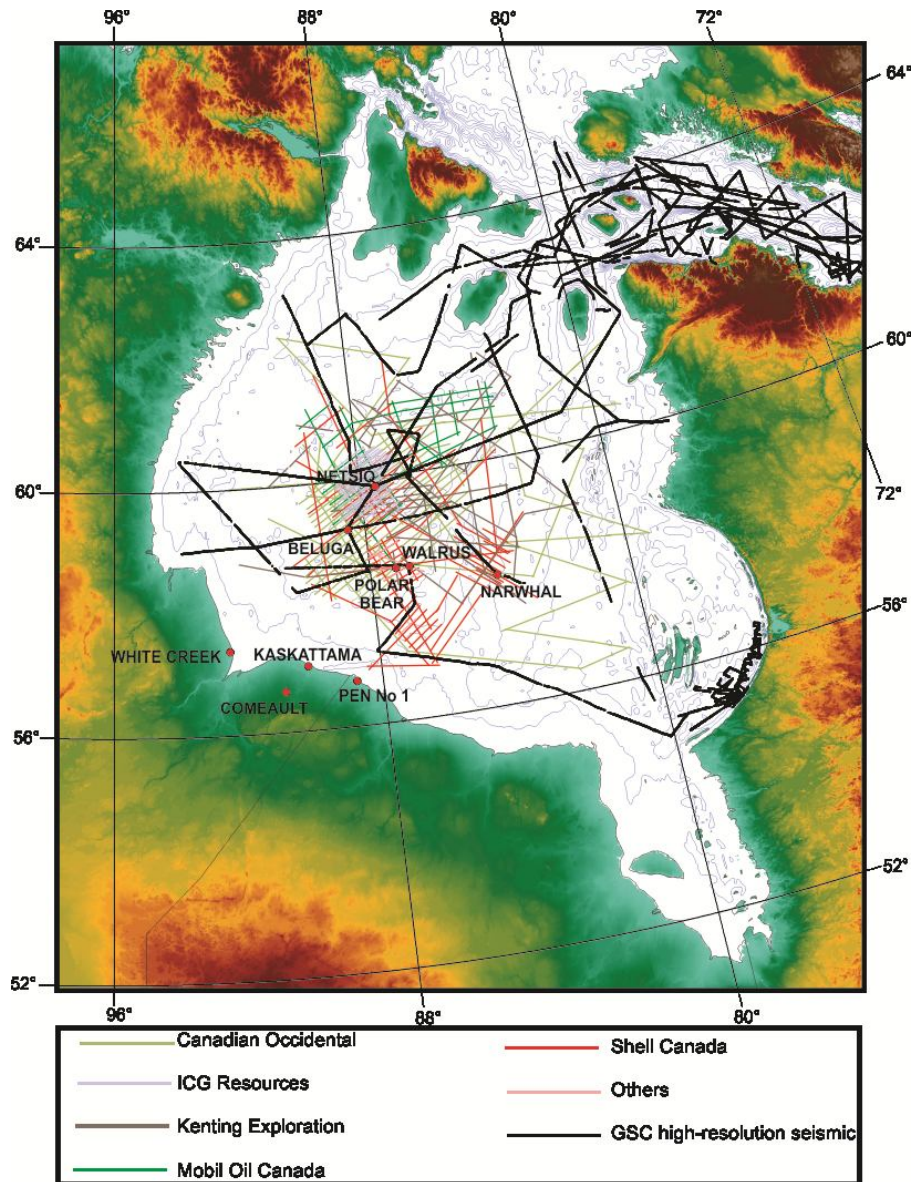 96°
88°
80°
72°
64°
64°
60°
72°
60°
NETSIQ
BELUGA
WALRUS
POLAR
BEAR
NARWHAL
56°
WHITE CREEK
KASKATTAMA
COMEAULT
PEN No 1
56°
52°
52°
96°
88°
80°
Canadian Occidental
Shell Canada
ICG Resources
Others
Kenting Exploration
GSC high-resolution seismic
Mobil Oil Canada